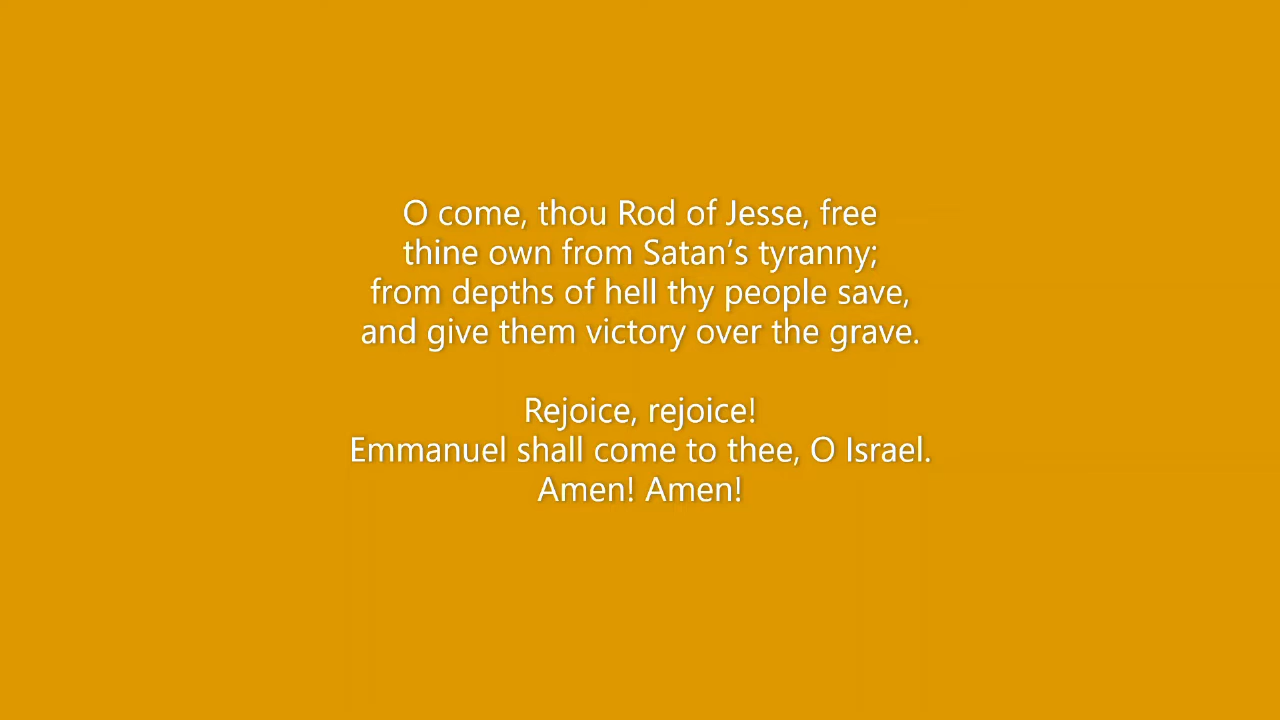 O come, thou Rod of Jesse, free
thine own from Satan’s tyranny;
from depths of hell thy people save,
and give them victory over the grave.
Rejoice, rejoice!
Emmanuel shall come to thee, O Israel.
Amen! Amen!